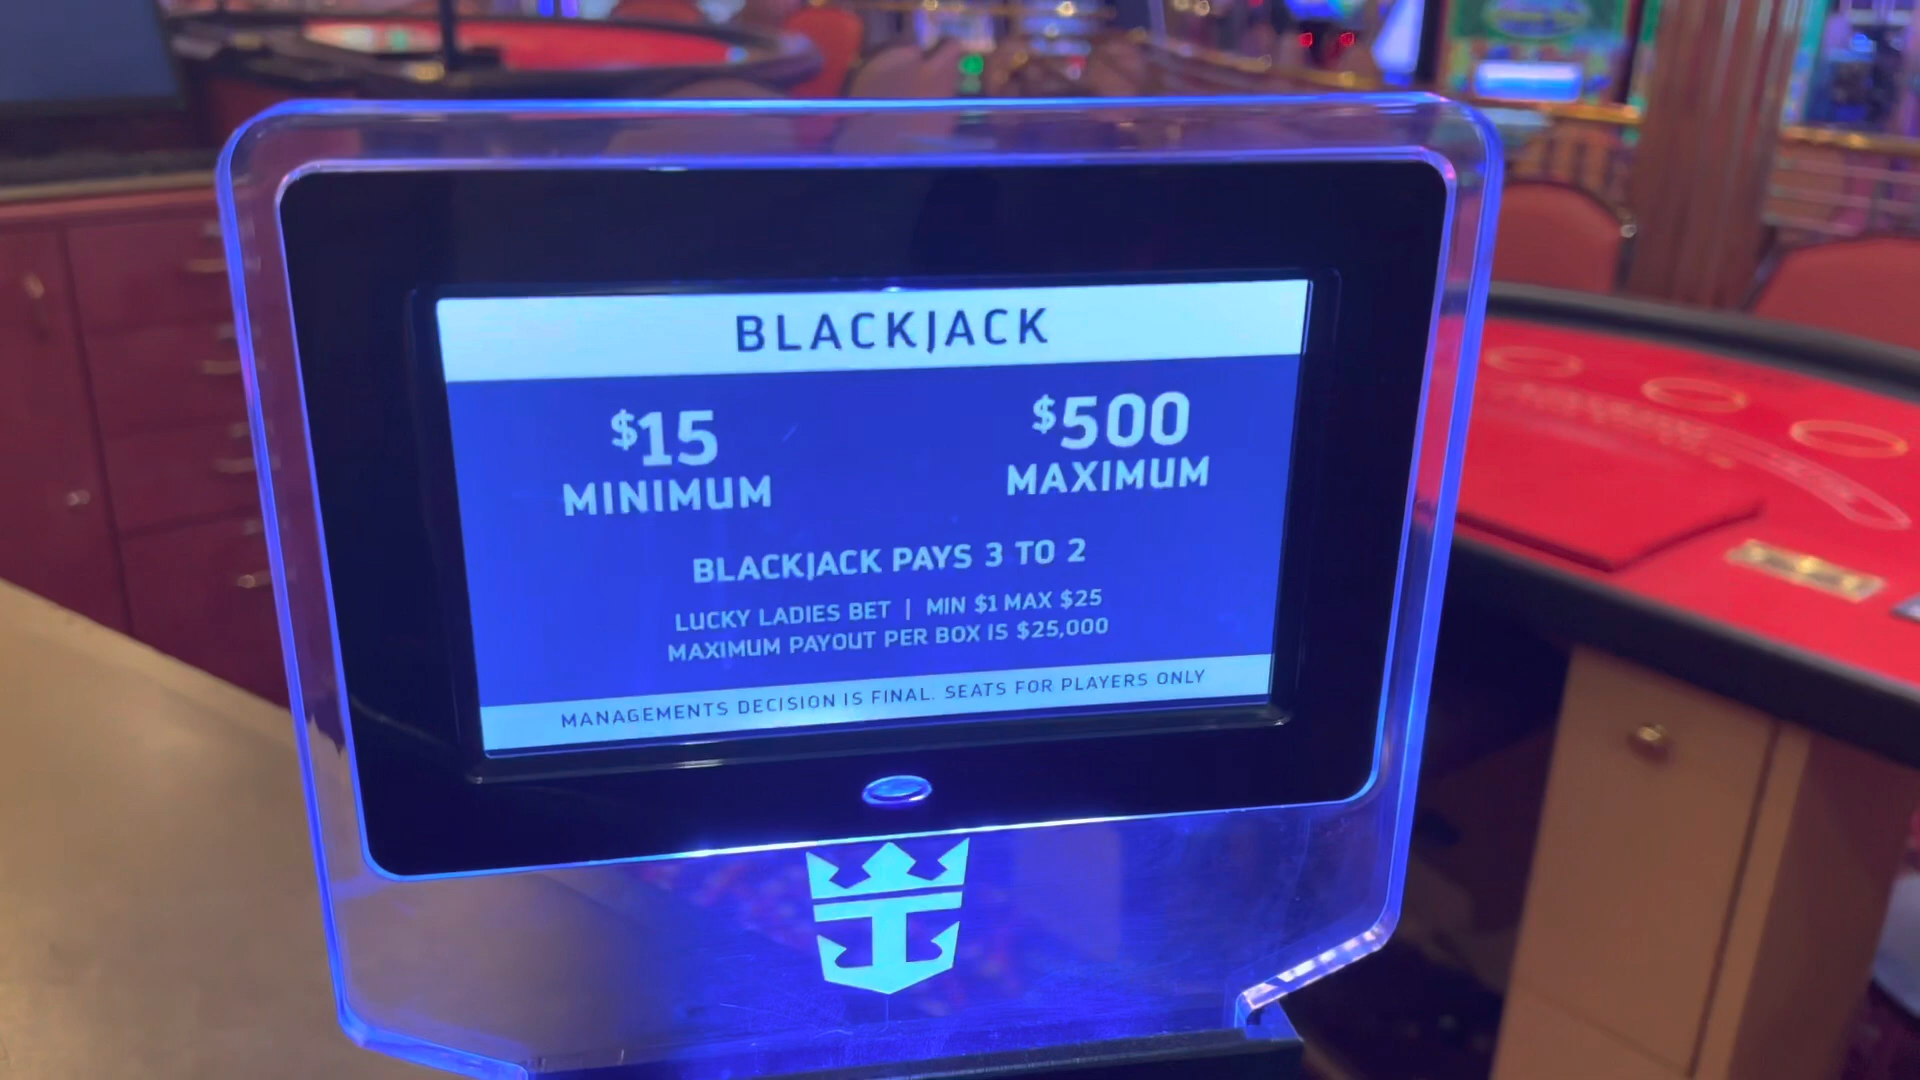 BLACKJACK
$15
MINIMUM
$500
MAXIMUM
BLACKJACK PAYS 3 TO 2
LUCKY LADIES BET | MIN $1 MAX $25
MAXIMUM PAYOUT PER BOX IS $25,000
MANAGEMENTS DECISION IS FINAL. SEATS FOR PLAYERS ONLY